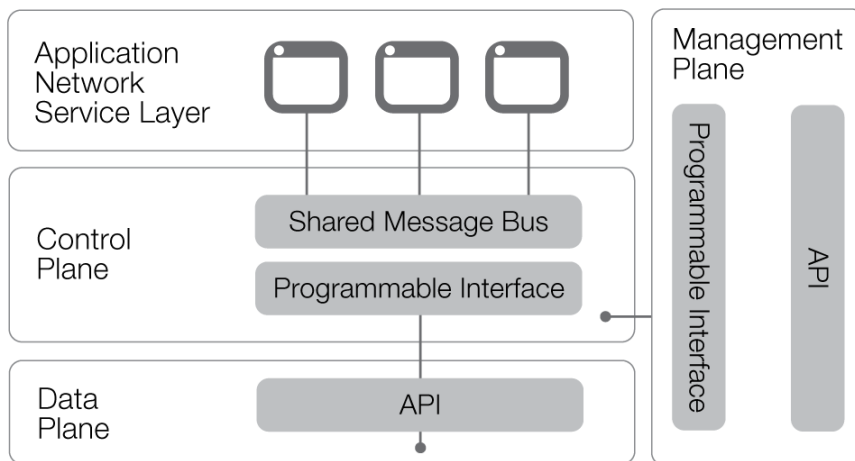 Application
Network
Service Layer
Control
Plane
Shared Message Bus
Programmable Interface
Data
Plane
API
Management
Plane
Programmable Interface
API